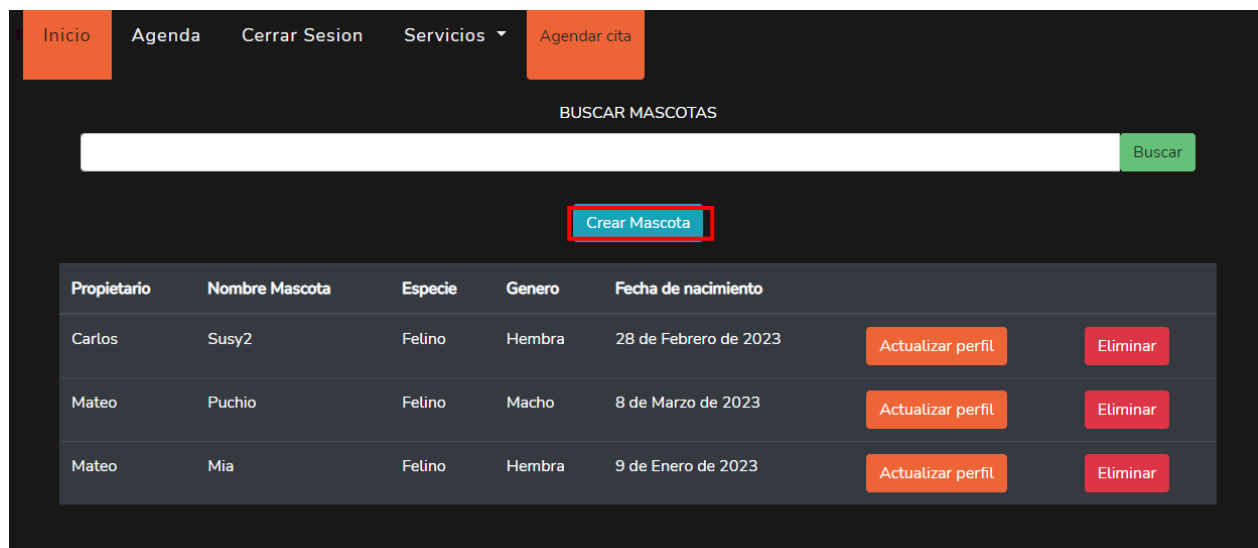 Inicio Agenda Cerrar Sesion Servicios Agendar cita
BUSCAR MASCOTAS
Buscar
Crear Mascota
Propietario Nombre Mascota Especie Genero Fecha de nacimiento
Carlos Susy2 Felino Hembra 28 de Febrero de 2023 Actualizar perfil Eliminar
Mateo Puchio Felino Macho 8 de Marzo de 2023 Actualizar perfil Eliminar
Mateo Mia Felino Hembra 9 de Enero de 2023 Actualizar perfil Eliminar